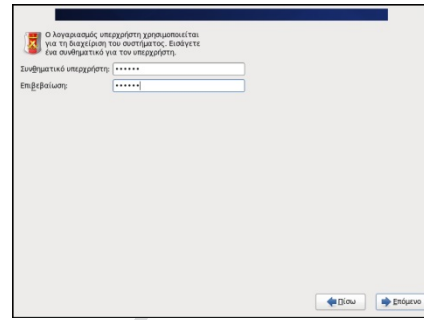 Ο λογαριασμός υπερχρήστη χρησιμοποιείται
για τη διαχείριση του συστήματος. Εισάγετε
ένα συνθηματικό για τον υπερχρήστη.
Συνθηματικό υπερχρήστη: ••••••
Επιβεβαίωση: ••••••
Πίσω
Επόμενο